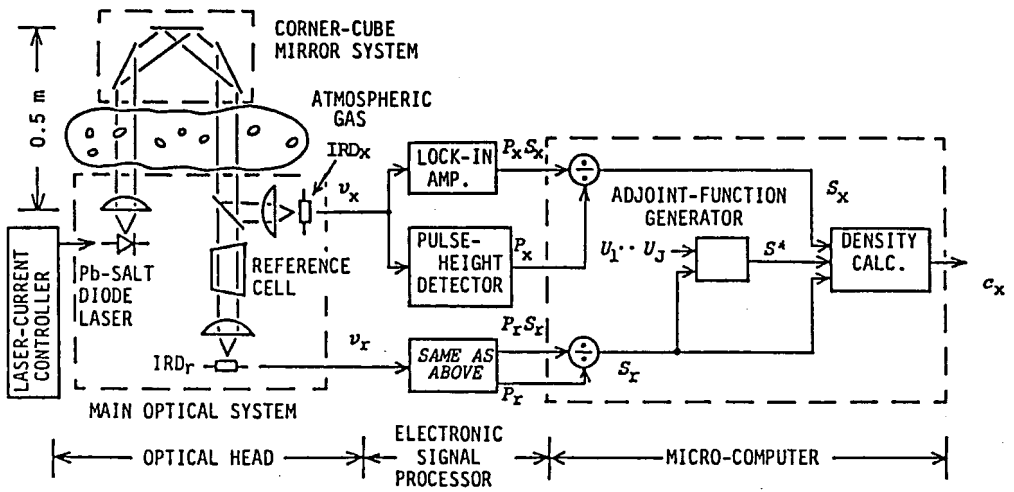 CORNER-CUBE
MIRROR SYSTEM
0.5 m
ATMOSPHERIC
GAS
IRDx
vx
LOCK-IN
AMP.
PxSx
÷
ADJOINT-FUNCTION
GENERATOR
Sx
PULSE-
HEIGHT
DETECTOR
Px
U1·· UJ
S*
DENSITY
CALC.
cx
LASER-CURRENT
CONTROLLER
Pb-SALT
DIODE
LASER
REFERENCE
CELL
IRDr
vr
SAME AS
ABOVE
PrSr
Pr
÷
Sr
MAIN OPTICAL SYSTEM
OPTICAL HEAD
ELECTRONIC
SIGNAL
PROCESSOR
MICRO-COMPUTER